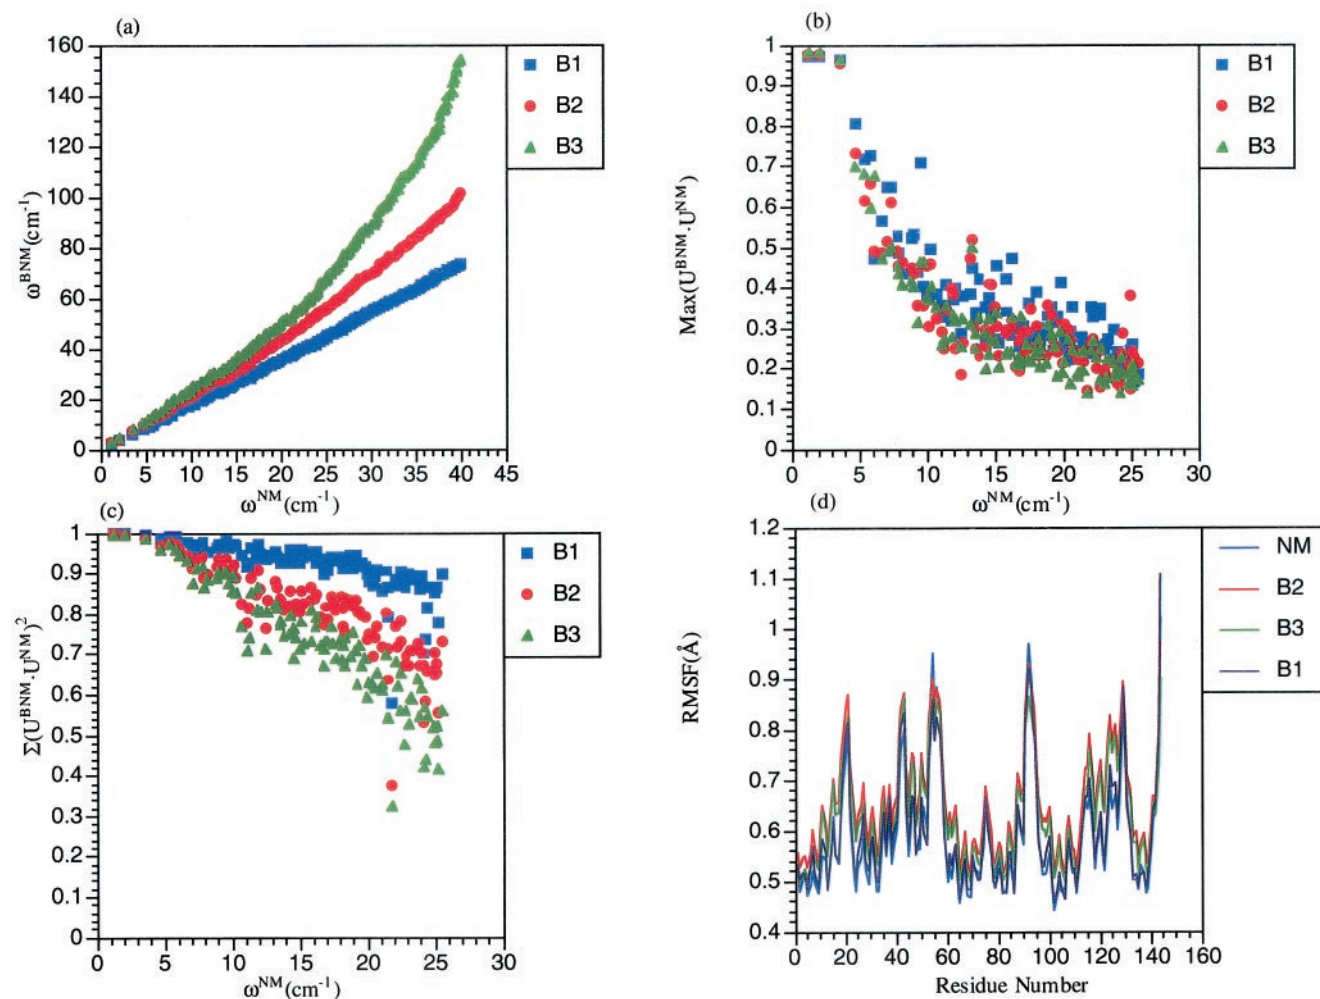 (a)
160
140
120
100
80
60
40
20
0
0 5 10 15 20 25 30 35 40 45
ω^BNM(cm^-1)
ω^NM(cm^-1)
B1
B2
B3
(b)
1
0.9
0.8
0.7
0.6
0.5
0.4
0.3
0.2
0.1
0
0 5 10 15 20 25 30
Max(U^BNM.U^NM)
ω^NM(cm^-1)
B1
B2
B3
(c)
1
0.9
0.8
0.7
0.6
0.5
0.4
0.3
0.2
0.1
0
0 5 10 15 20 25 30
Σ(U^BNM.U^NM)^2
ω^NM(cm^-1)
B1
B2
B3
(d)
1.2
1.1
1
0.9
0.8
0.7
0.6
0.5
0.4
0 20 40 60 80 100 120 140 160
RMSF(Å)
Residue Number
NM
B2
B3
B1